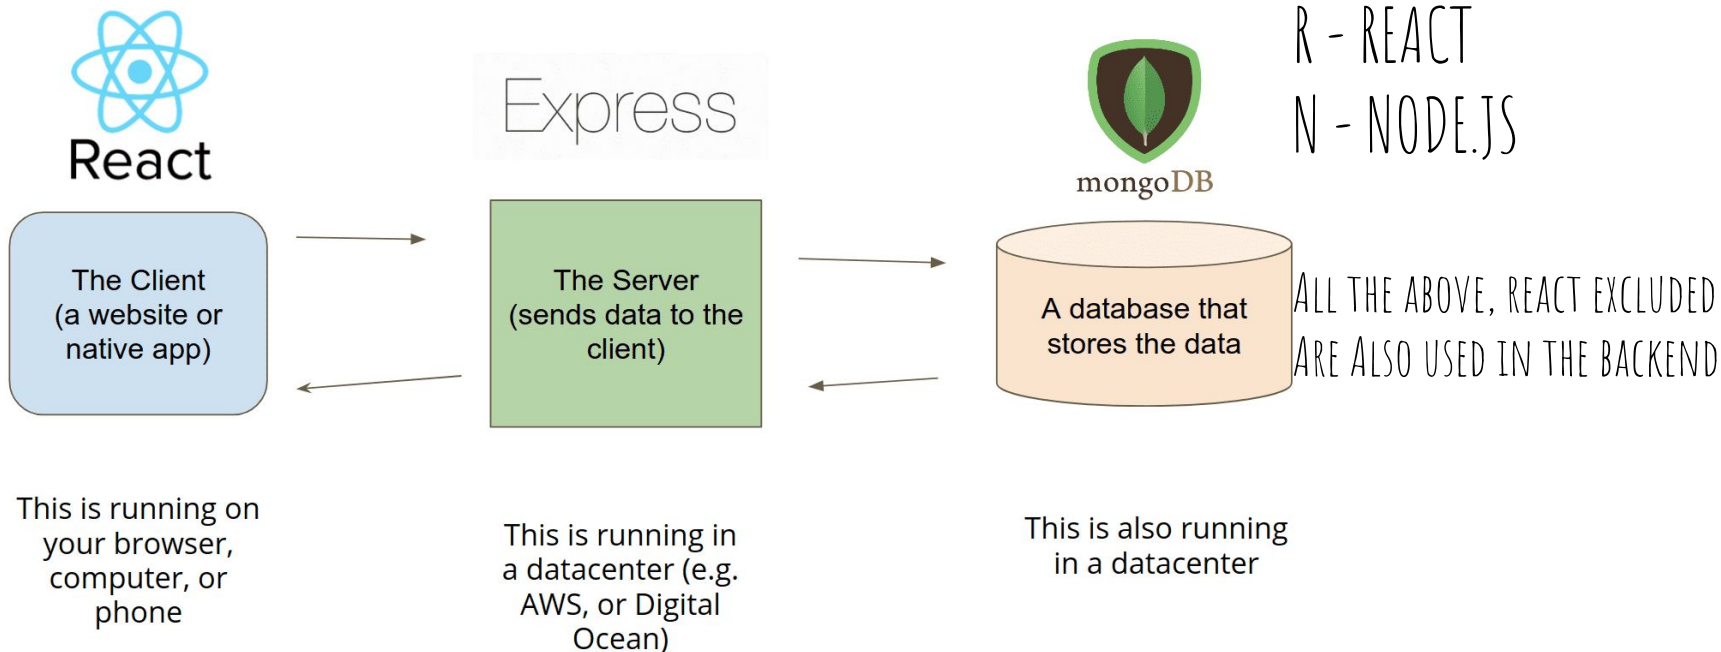 React
The Client
(a website or
native app)
This is running on
your browser,
computer, or
phone
Express
The Server
(sends data to the
client)
This is running in
a datacenter (e.g.
AWS, or Digital
Ocean)
mongoDB
A database that
stores the data
This is also running
in a datacenter
R - REACT
N - NODE.JS
ALL THE ABOVE, REACT EXCLUDED
ARE ALSO USED IN THE BACKEND